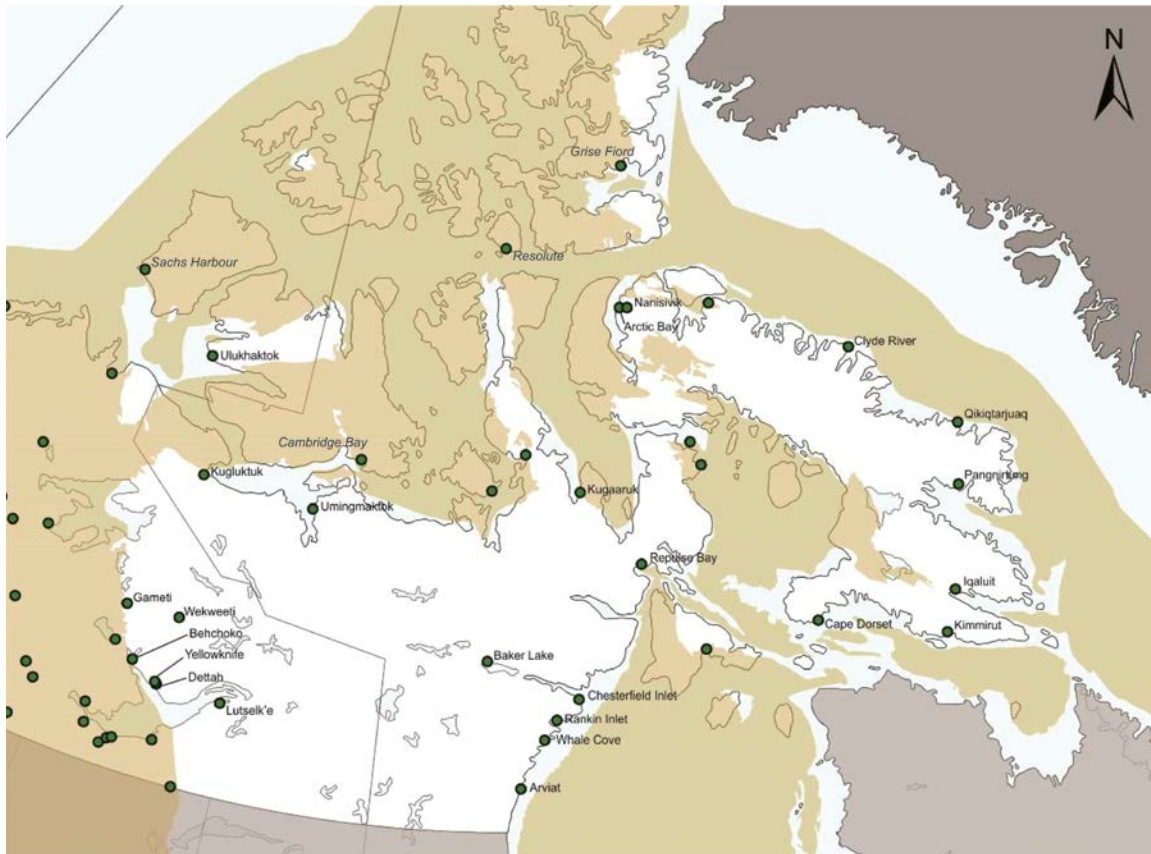 N
Grise Fiord
Resolute
Sachs Harbour
Nanisivik
Arctic Bay
Clyde River
Ulukhaktok
Qikiqtarjuaq
Cambridge Bay
Kugluktuk
Pangnirtung
Kugaaruk
Umingmaktok
Repulse Bay
Iqaluit
Gameti
Wekweeti
Cape Dorset
Kimmirut
Behchoko
Yellowknife
Baker Lake
Dettah
Lutselk'e
Chesterfield Inlet
Rankin Inlet
Whale Cove
Arviat